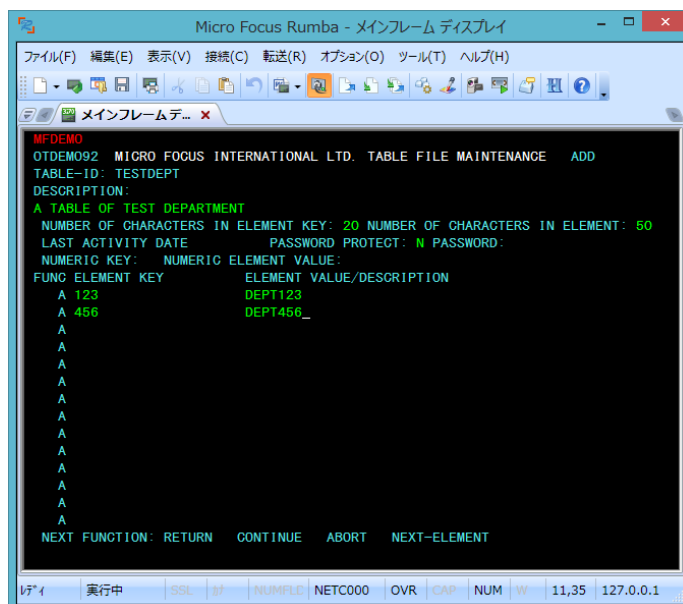 Micro Focus Rumba - メインフレーム ディスプレイ
ファイル(F) 編集(E) 表示(V) 接続(C) 転送(R) オプション(O) ツール(T) ヘルプ(H)
メインフレーム デ...
MFDEMO
OTDEMO92 MICRO FOCUS INTERNATIONAL LTD. TABLE FILE MAINTENANCE ADD
TABLE-ID: TESTDEPT
DESCRIPTION:
A TABLE OF TEST DEPARTMENT
NUMBER OF CHARACTERS IN ELEMENT KEY: 20 NUMBER OF CHARACTERS IN ELEMENT: 50
LAST ACTIVITY DATE PASSWORD PROTECT: N PASSWORD:
NUMERIC KEY: NUMERIC ELEMENT VALUE:
FUNC ELEMENT KEY ELEMENT VALUE/DESCRIPTION
A 123 DEPT123
A 456 DEPT456_
A
A
A
A
A
A
A
A
A
A
A
A
NEXT FUNCTION: RETURN CONTINUE ABORT NEXT-ELEMENT
ﾚﾃﾞｨ 実行中 SSL NUMFLD NETC000 OVR CAP NUM W 11,35 127.0.0.1